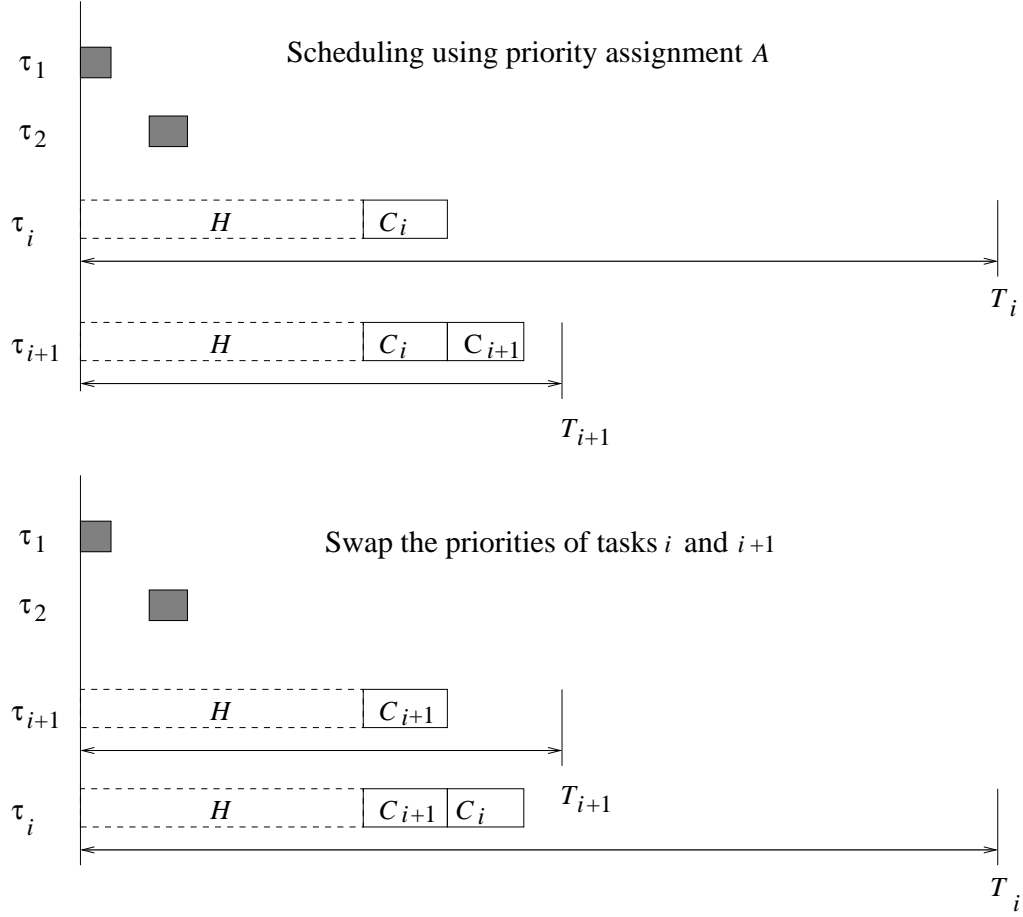 τ1 Scheduling using priority assignment A
τ2
τi H Ci
Ti
τi+1 H Ci Ci+1
Ti+1
τ1 Swap the priorities of tasks i and i+1
τ2
τi+1 H Ci+1
Ti+1
τi H Ci+1 Ci
Ti